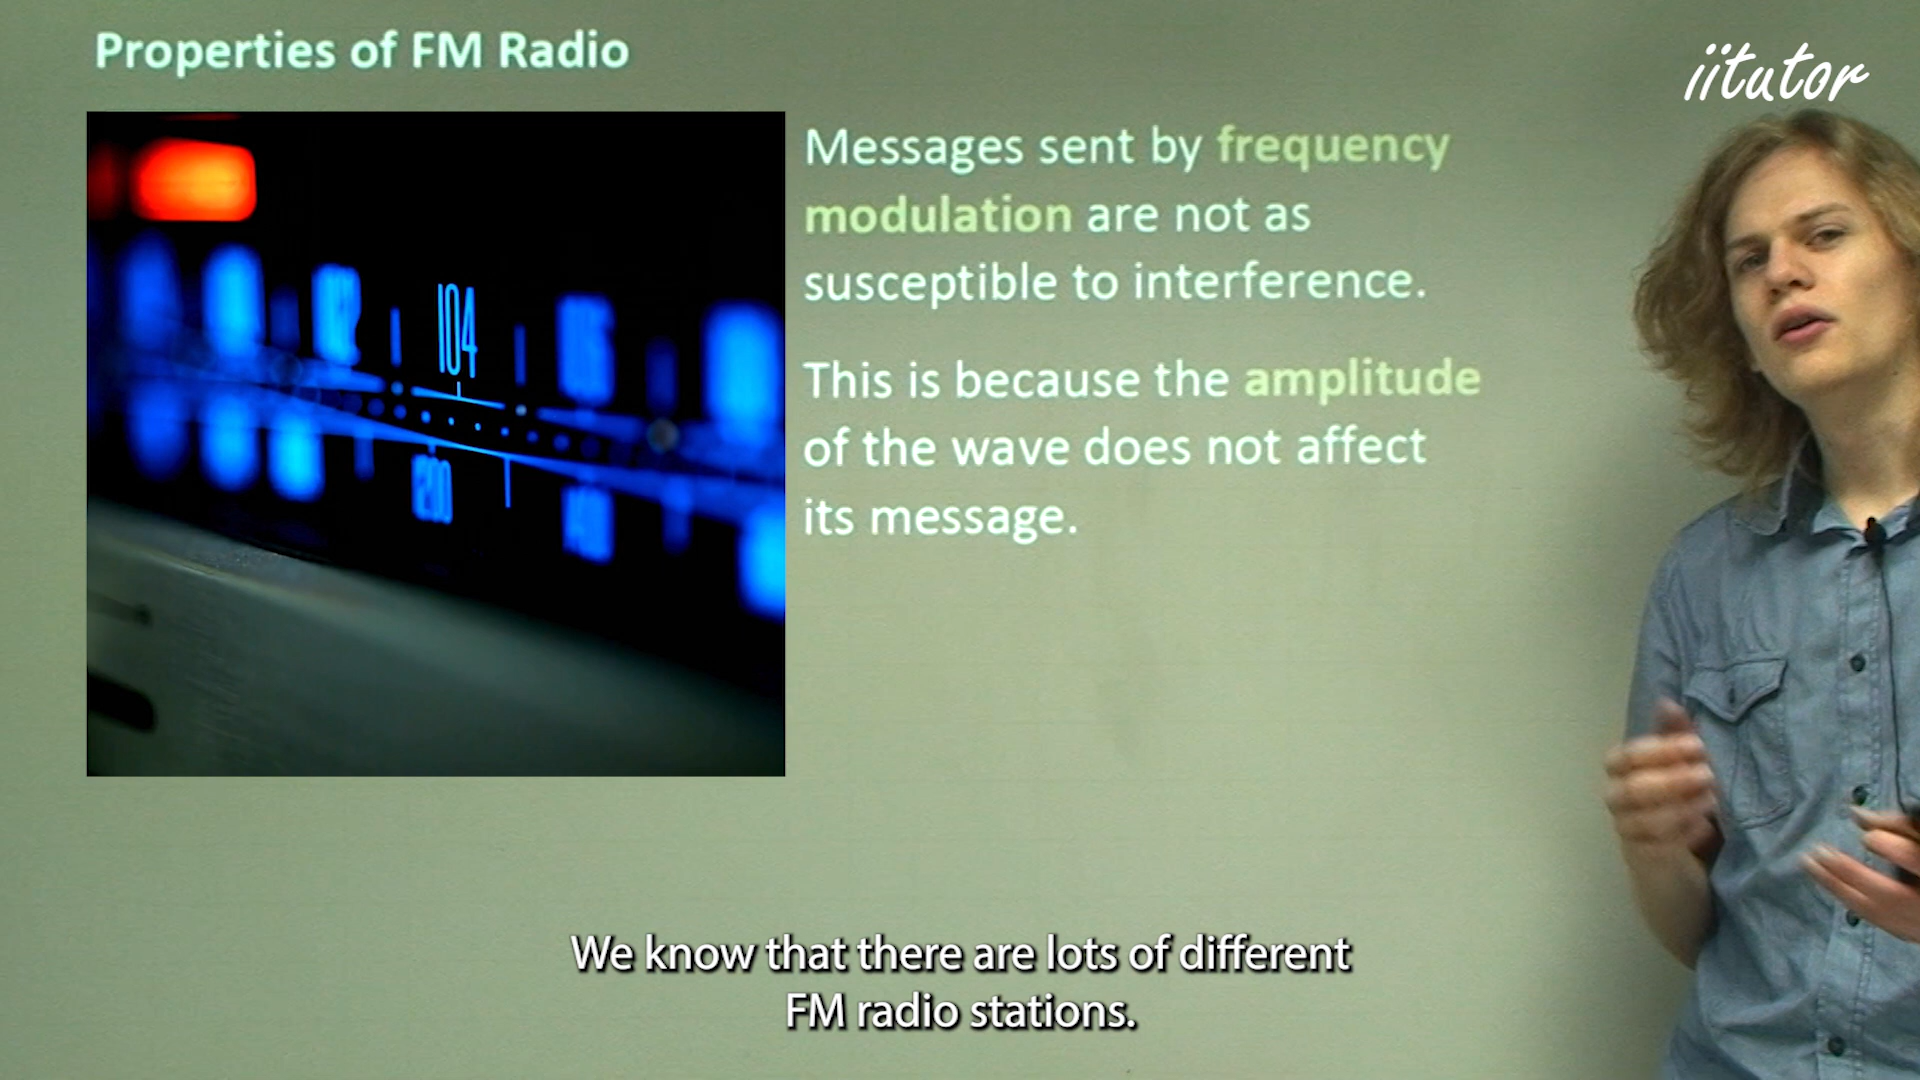 Properties of FM Radio
iitutor
Messages sent by frequency
modulation are not as
susceptible to interference.
This is because the amplitude
of the wave does not affect
its message.
104
We know that there are lots of different
FM radio stations.